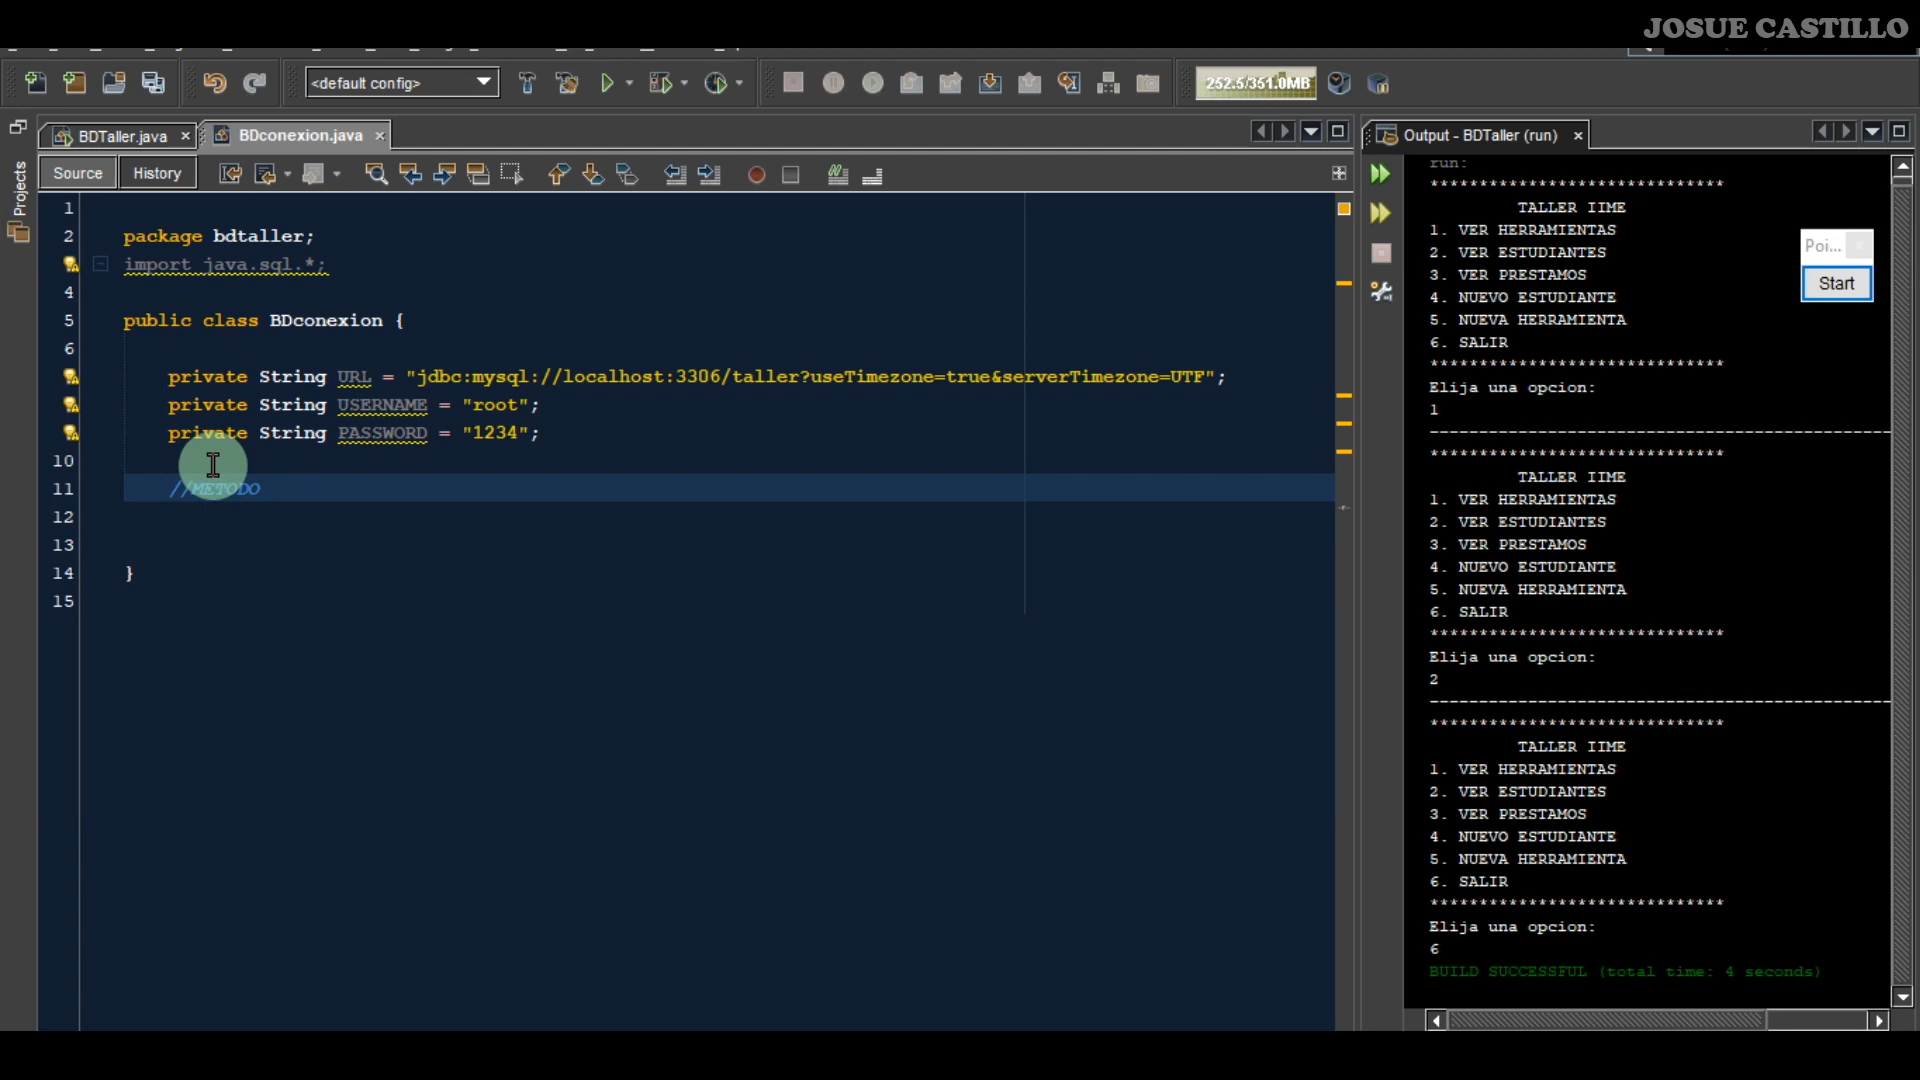 JOSUE CASTILLO
<default config>
252.5/351.0MB
BDTaller.java
BDconexion.java
Output - BDTaller (run)
Projects
Source
History
1
2 package bdtaller;
import java.sql.*;
4
5 public class BDconexion {
6
private String URL = "jdbc:mysql://localhost:3306/taller?useTimezone=true&serverTimezone=UTF";
private String USERNAME = "root";
private String PASSWORD = "1234";
10
11 //METODO
12
13
14 }
15
run:
******************************
TALLER IIME
1. VER HERRAMIENTAS
2. VER ESTUDIANTES
3. VER PRESTAMOS
4. NUEVO ESTUDIANTE
5. NUEVA HERRAMIENTA
6. SALIR
******************************
Elija una opcion:
1
-----------------------------------------------
******************************
TALLER IIME
1. VER HERRAMIENTAS
2. VER ESTUDIANTES
3. VER PRESTAMOS
4. NUEVO ESTUDIANTE
5. NUEVA HERRAMIENTA
6. SALIR
******************************
Elija una opcion:
2
-----------------------------------------------
******************************
TALLER IIME
1. VER HERRAMIENTAS
2. VER ESTUDIANTES
3. VER PRESTAMOS
4. NUEVO ESTUDIANTE
5. NUEVA HERRAMIENTA
6. SALIR
******************************
Elija una opcion:
6
BUILD SUCCESSFUL (total time: 4 seconds)
Poi...
Start